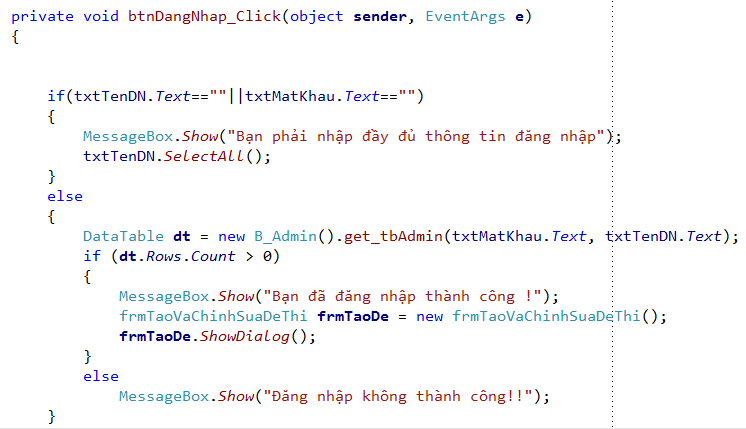 private void btnDangNhap_Click(object sender, EventArgs e)
{
if(txtTenDN.Text==""||txtMatKhau.Text=="")
{
MessageBox.Show("Bạn phải nhập đầy đủ thông tin đăng nhập");
txtTenDN.SelectAll();
}
else
{
DataTable dt = new B_Admin().get_tbAdmin(txtMatKhau.Text, txtTenDN.Text);
if (dt.Rows.Count > 0)
{
MessageBox.Show("Bạn đã đăng nhập thành công !");
frmTaoVaChinhSuaDeThi frmTaoDe = new frmTaoVaChinhSuaDeThi();
frmTaoDe.ShowDialog();
}
else
MessageBox.Show("Đăng nhập không thành công!!");
}